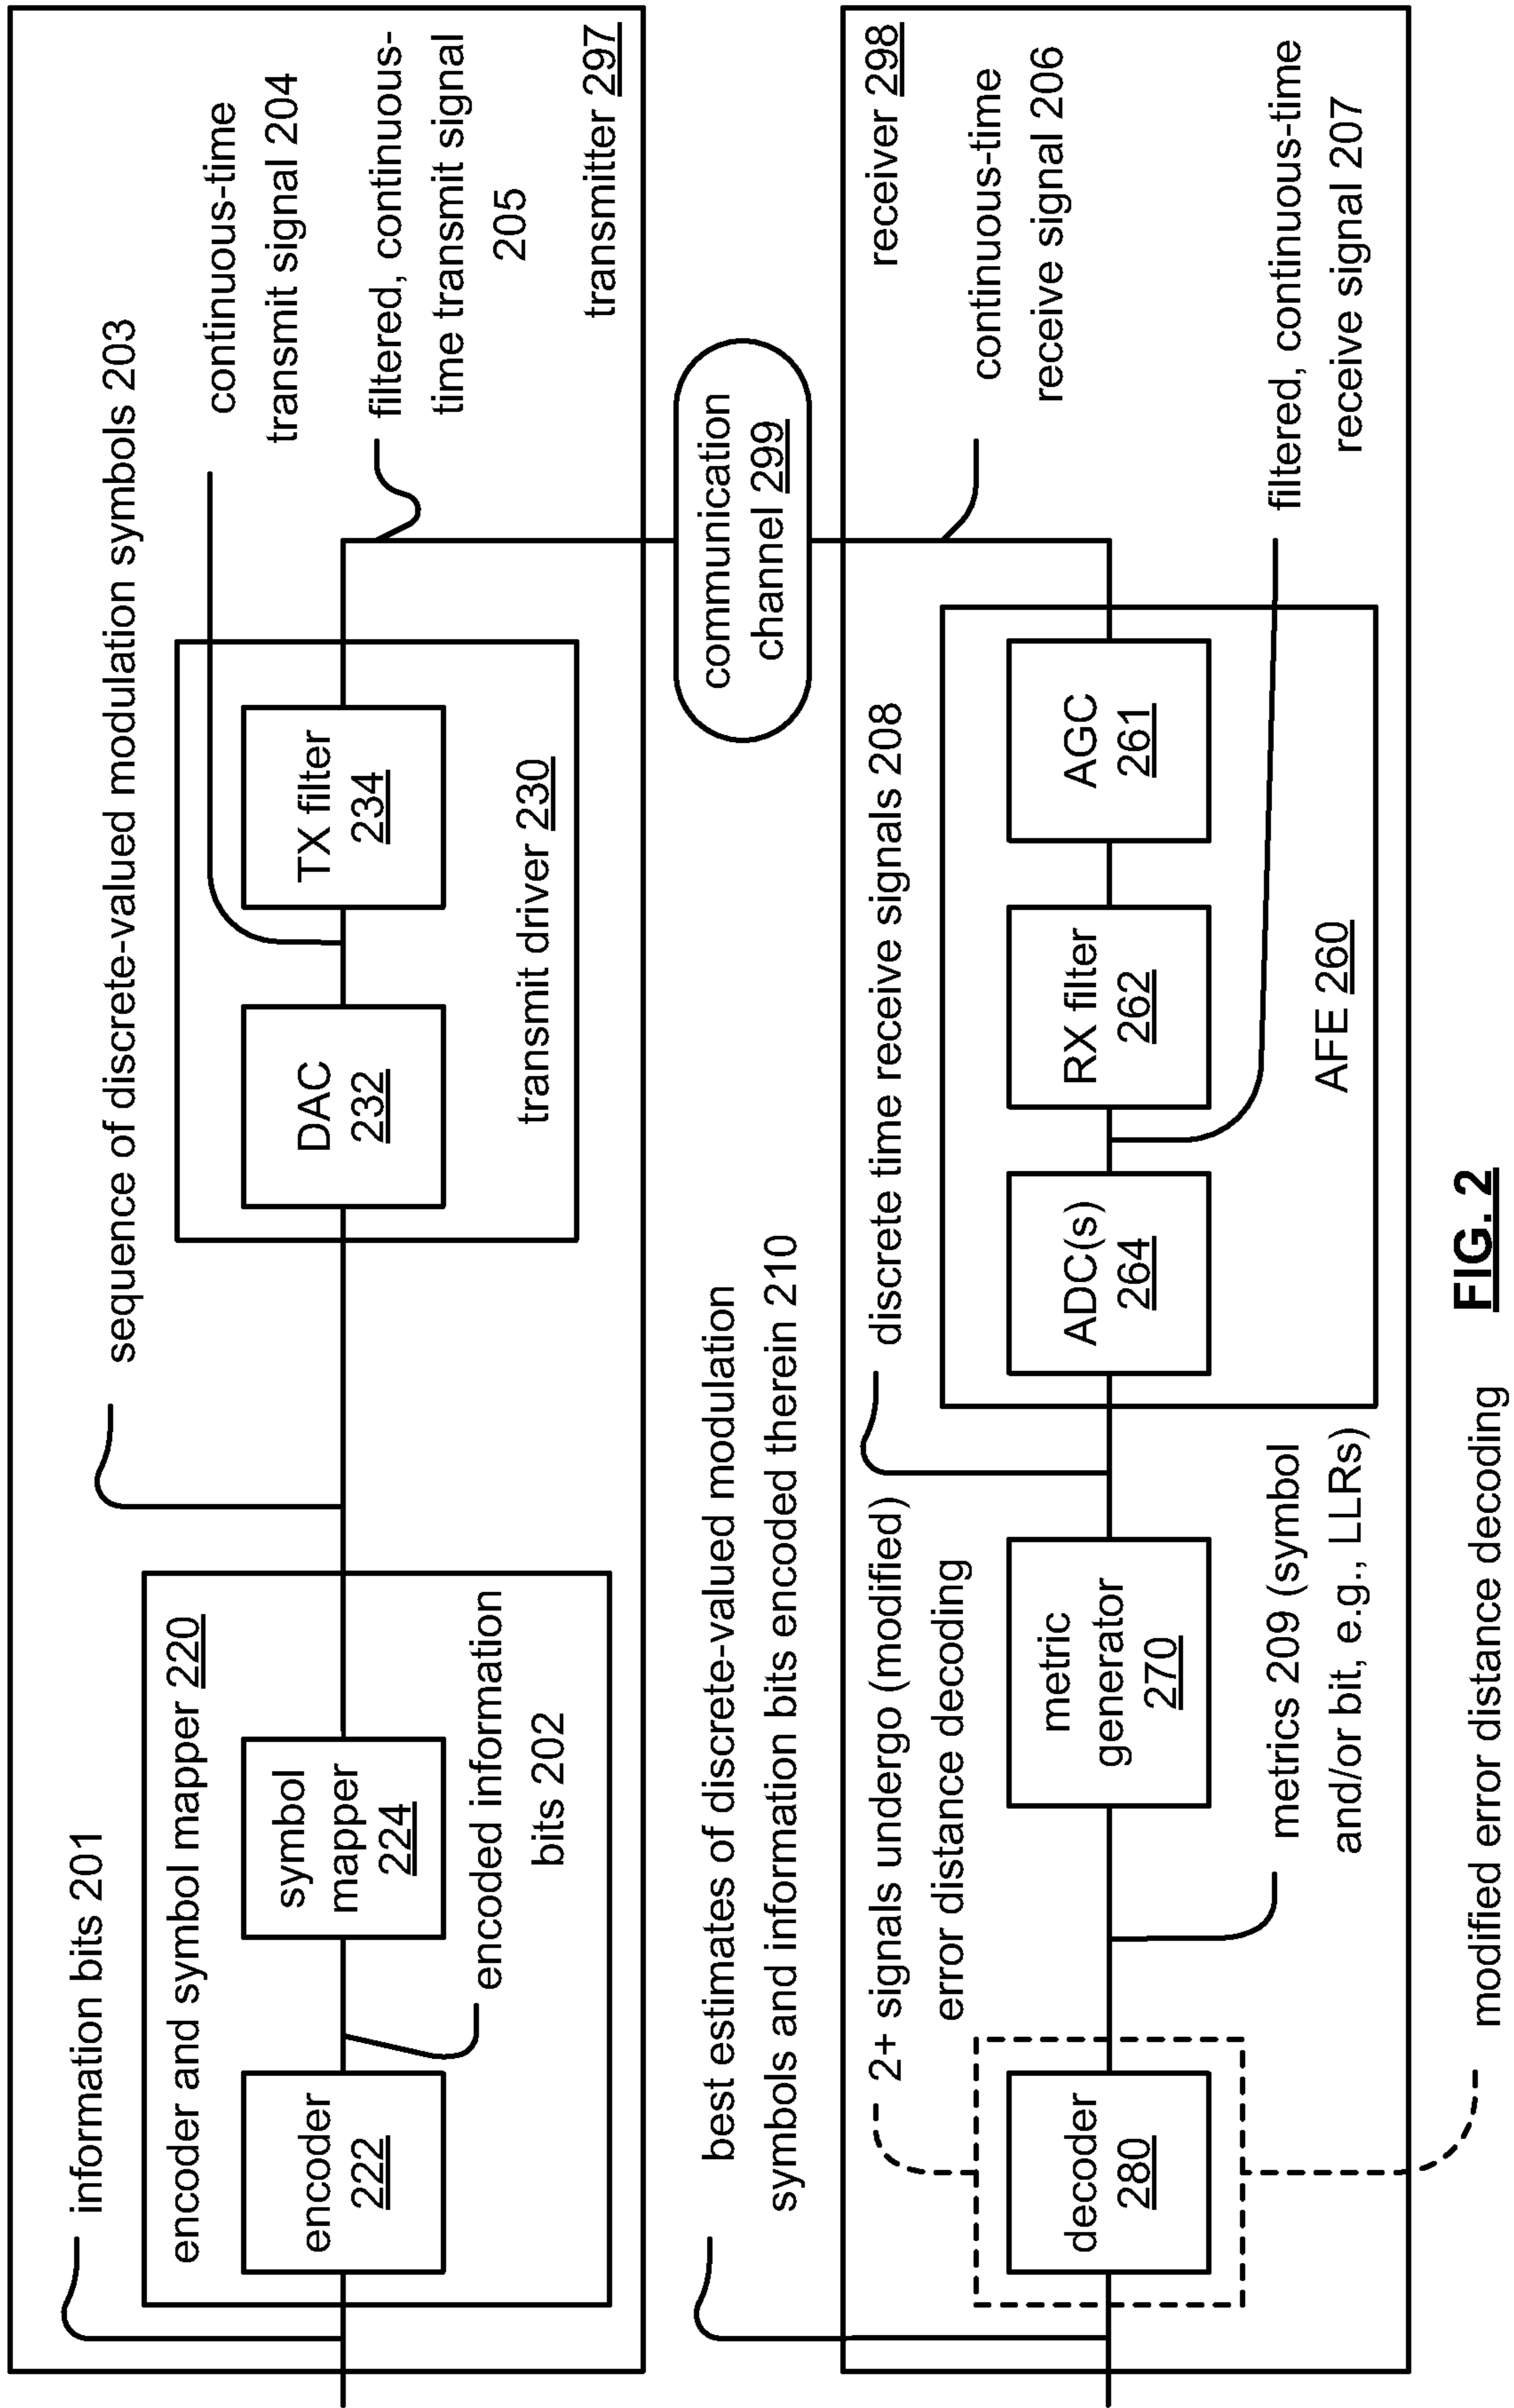 information bits 201
encoder and symbol mapper 220
encoder
222
symbol
mapper
224
encoded information
bits 202
sequence of discrete-valued modulation symbols 203
DAC
232
TX filter
234
transmit driver 230
continuous-time
transmit signal 204
filtered, continuous-
time transmit signal
205
transmitter 297
communication
channel 299
best estimates of discrete-valued modulation
symbols and information bits encoded therein 210
2+ signals undergo (modified)
error distance decoding
decoder
280
metric
generator
270
metrics 209 (symbol
and/or bit, e.g., LLRs)
discrete time receive signals 208
ADC(s)
264
RX filter
262
AGC
261
AFE 260
receiver 298
continuous-time
receive signal 206
filtered, continuous-time
receive signal 207
modified error distance decoding
FIG. 2